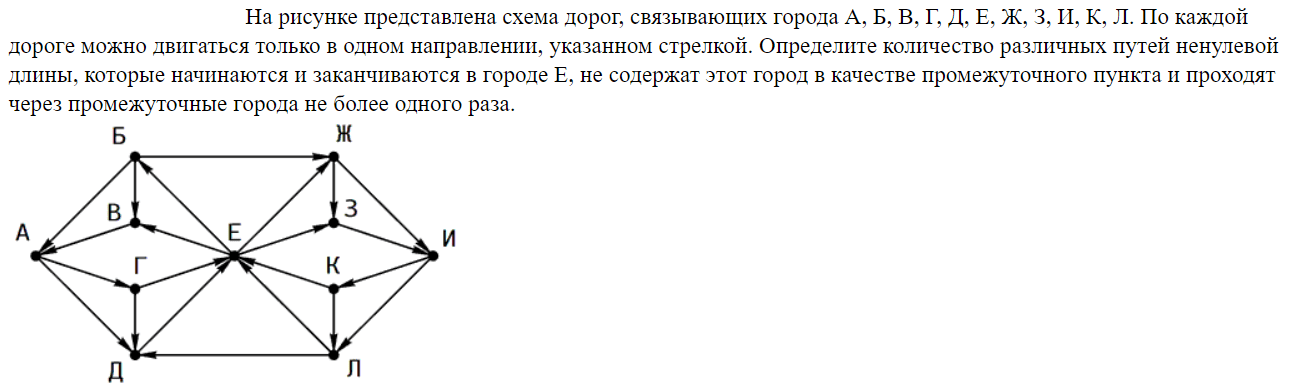 На рисунке представлена схема дорог, связывающих города А, Б, В, Г, Д, Е, Ж, З, И, К, Л. По каждой
дороге можно двигаться только в одном направлении, указанном стрелкой. Определите количество различных путей ненулевой
длины, которые начинаются и заканчиваются в городе Е, не содержат этот город в качестве промежуточного пункта и проходят
через промежуточные города не более одного раза.
Б Ж
В З
А Е И
Г К
Д Л